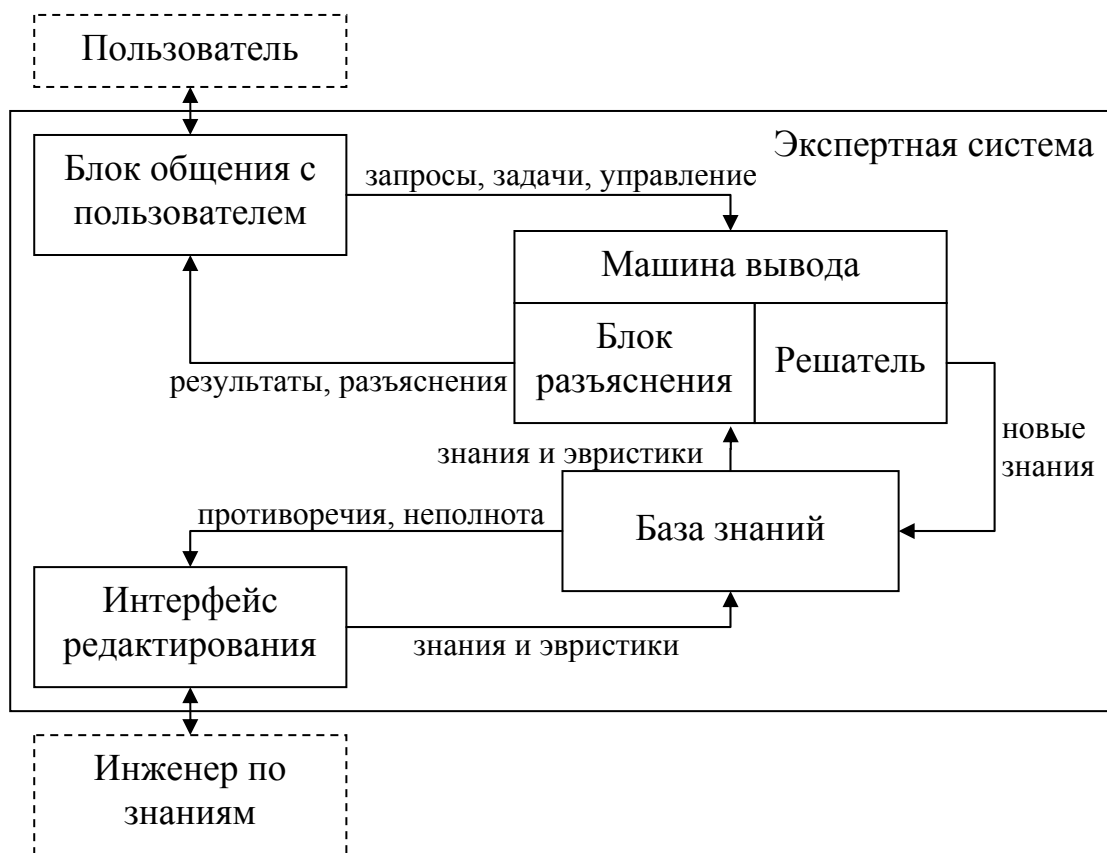 Пользователь
Экспертная система
Блок общения с
пользователем
запросы, задачи, управление
Машина вывода
Блок
разъяснения
Решатель
результаты, разъяснения
новые
знания
знания и эвристики
База знаний
противоречия, неполнота
Интерфейс
редактирования
знания и эвристики
Инженер по
знаниям